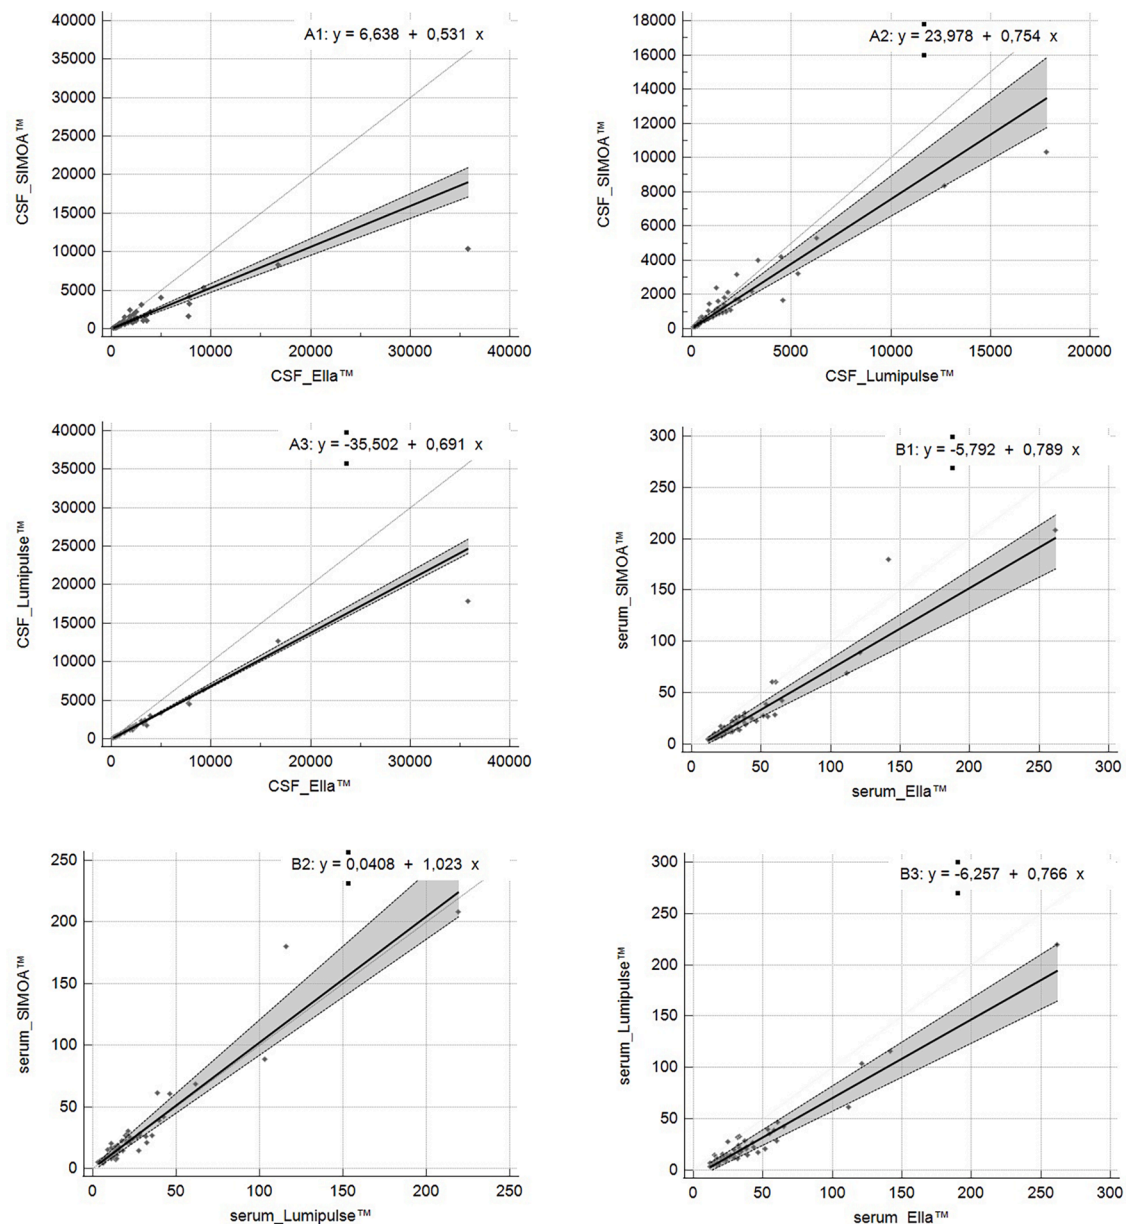 A1: y = 6,638 + 0,531 x
CSF_SIMOA™
40000
35000
30000
25000
20000
15000
10000
5000
0
0 10000 20000 30000 40000
CSF_Ella™
A2: y = 23,978 + 0,754 x
CSF_SIMOA™
18000
16000
14000
12000
10000
8000
6000
4000
2000
0
0 5000 10000 15000 20000
CSF_Lumipulse™
A3: y = -35,502 + 0,691 x
CSF_Lumipulse™
40000
35000
30000
25000
20000
15000
10000
5000
0
0 10000 20000 30000 40000
CSF_Ella™
B1: y = -5,792 + 0,789 x
serum_SIMOA™
300
250
200
150
100
50
0
0 50 100 150 200 250 300
serum_Ella™
B2: y = 0,0408 + 1,023 x
serum_SIMOA™
250
200
150
100
50
0
0 50 100 150 200 250
serum_Lumipulse™
B3: y = -6,257 + 0,766 x
serum_Lumipulse™
300
250
200
150
100
50
0
0 50 100 150 200 250 300
serum_Ella™